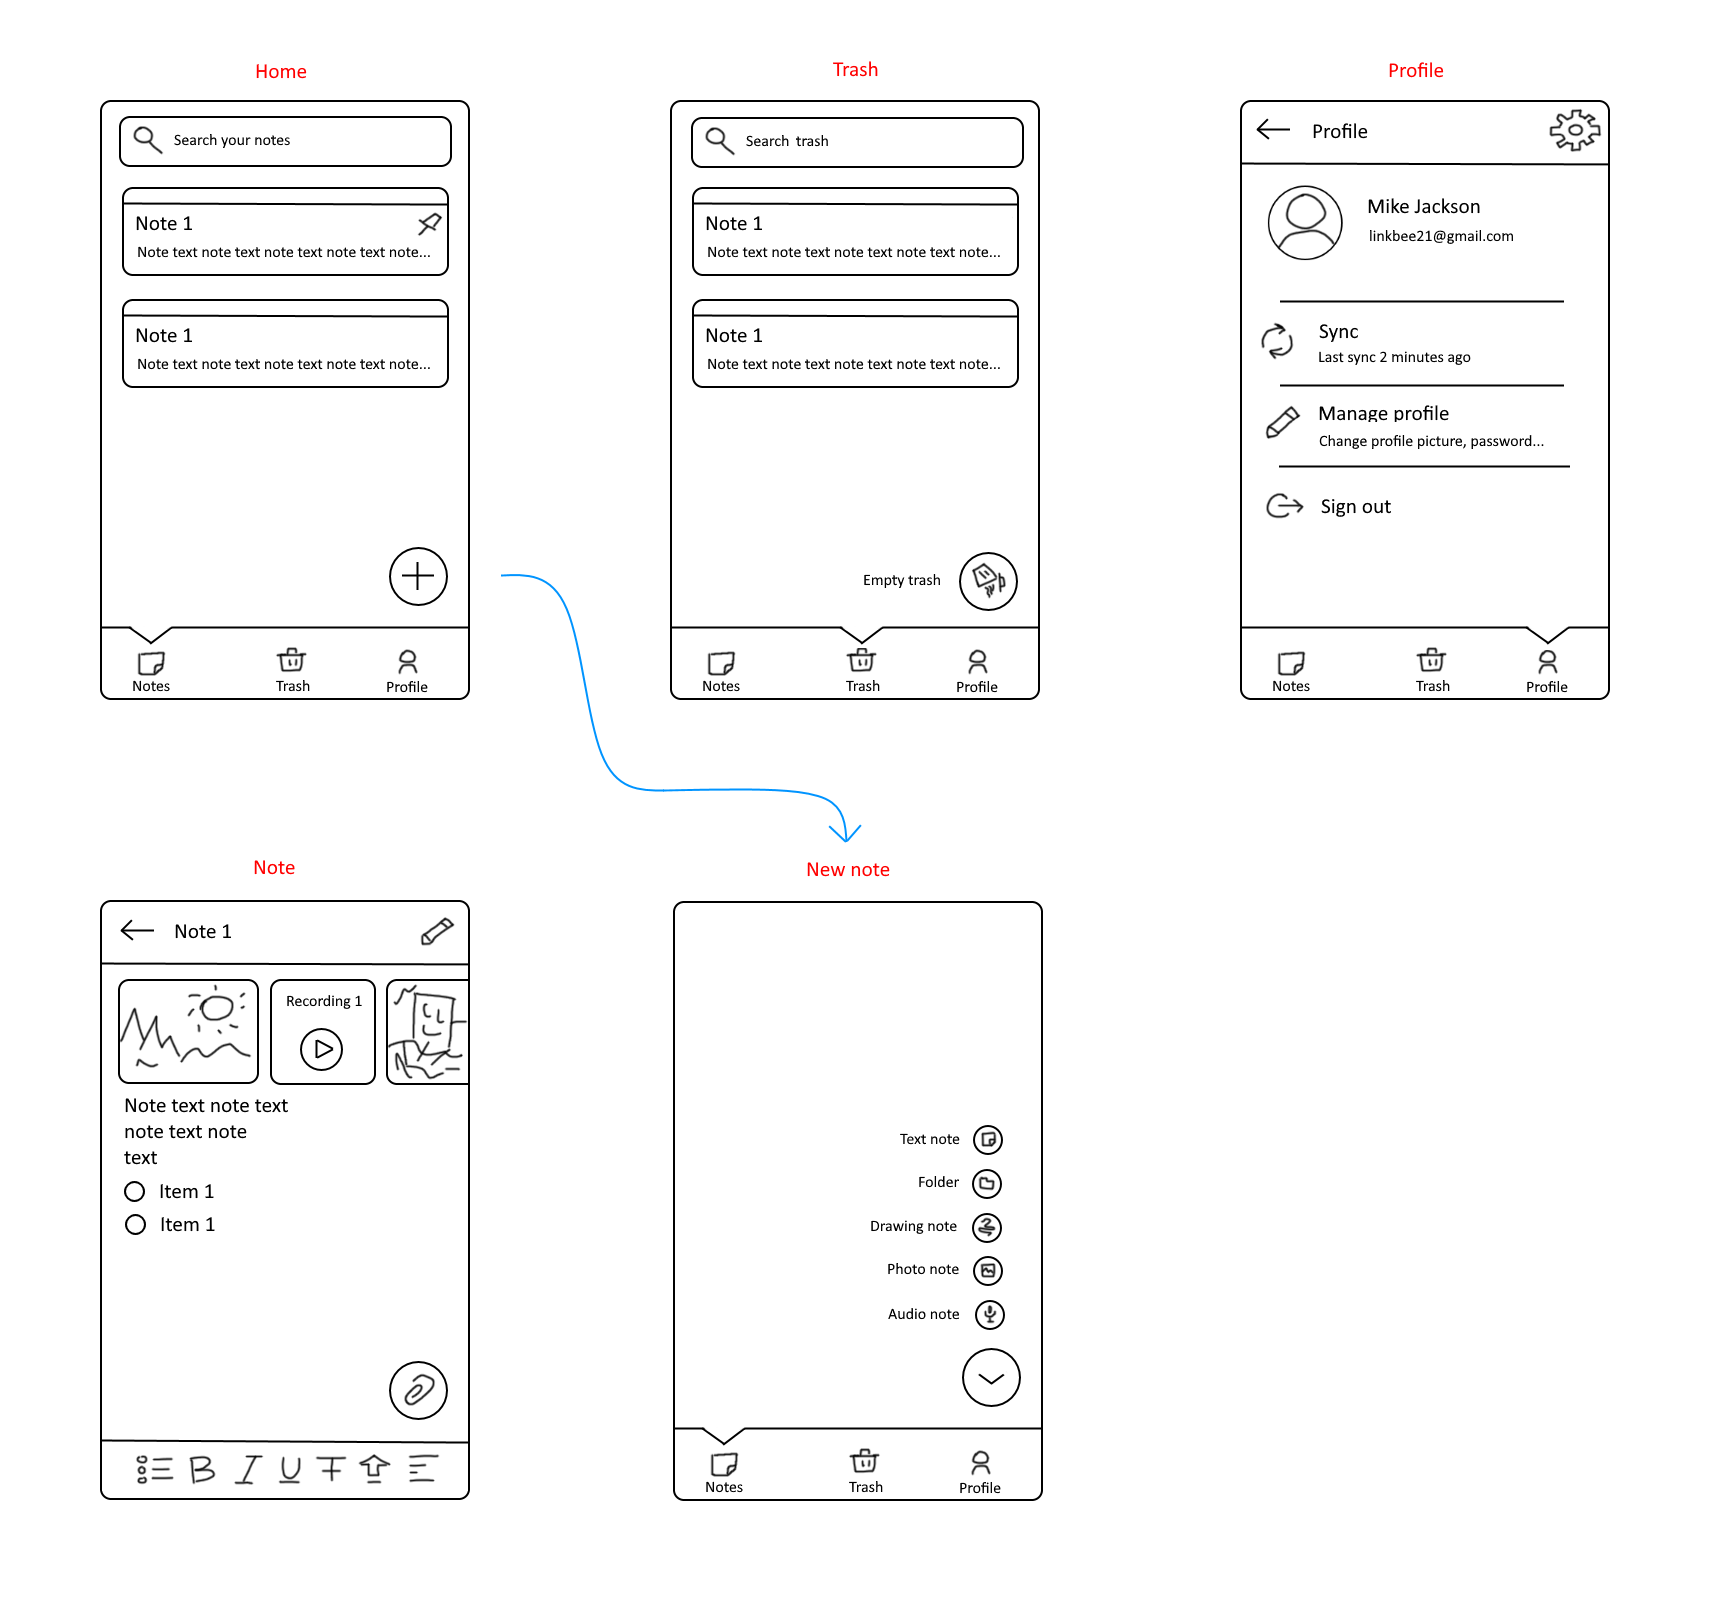 Home
Search your notes
Note 1
Note text note text note text note text note...
Note 1
Note text note text note text note text note...
Notes
Trash
Profile
Trash
Search trash
Note 1
Note text note text note text note text note...
Note 1
Note text note text note text note text note...
Empty trash
Notes
Trash
Profile
Profile
Profile
Mike Jackson
linkbee21@gmail.com
Sync
Last sync 2 minutes ago
Manage profile
Change profile picture, password...
Sign out
Notes
Trash
Profile
Note
Note 1
Recording 1
Note text note text
note text note
text
Item 1
Item 1
B I U T
New note
Text note
Folder
Drawing note
Photo note
Audio note
Notes
Trash
Profile